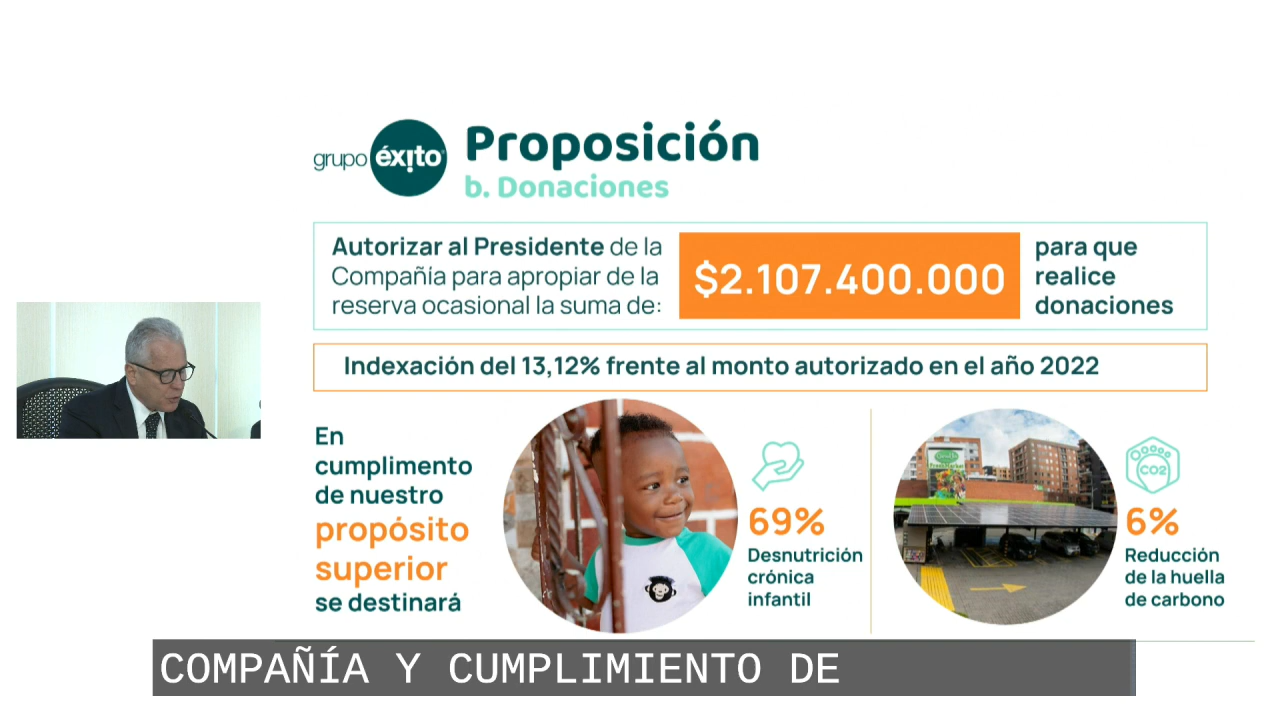 grupo éxito
Proposición
b. Donaciones
Autorizar al Presidente de la
Compañía para apropiar de la
reserva ocasional la suma de:
$2.107.400.000
para que
realice
donaciones
Indexación del 13,12% frente al monto autorizado en el año 2022
En
cumplimento
de nuestro
propósito
superior
se destinará
69%
Desnutrición
crónica
infantil
CO2
6%
Reducción
de la huella
de carbono
COMPAÑÍA Y CUMPLIMIENTO DE